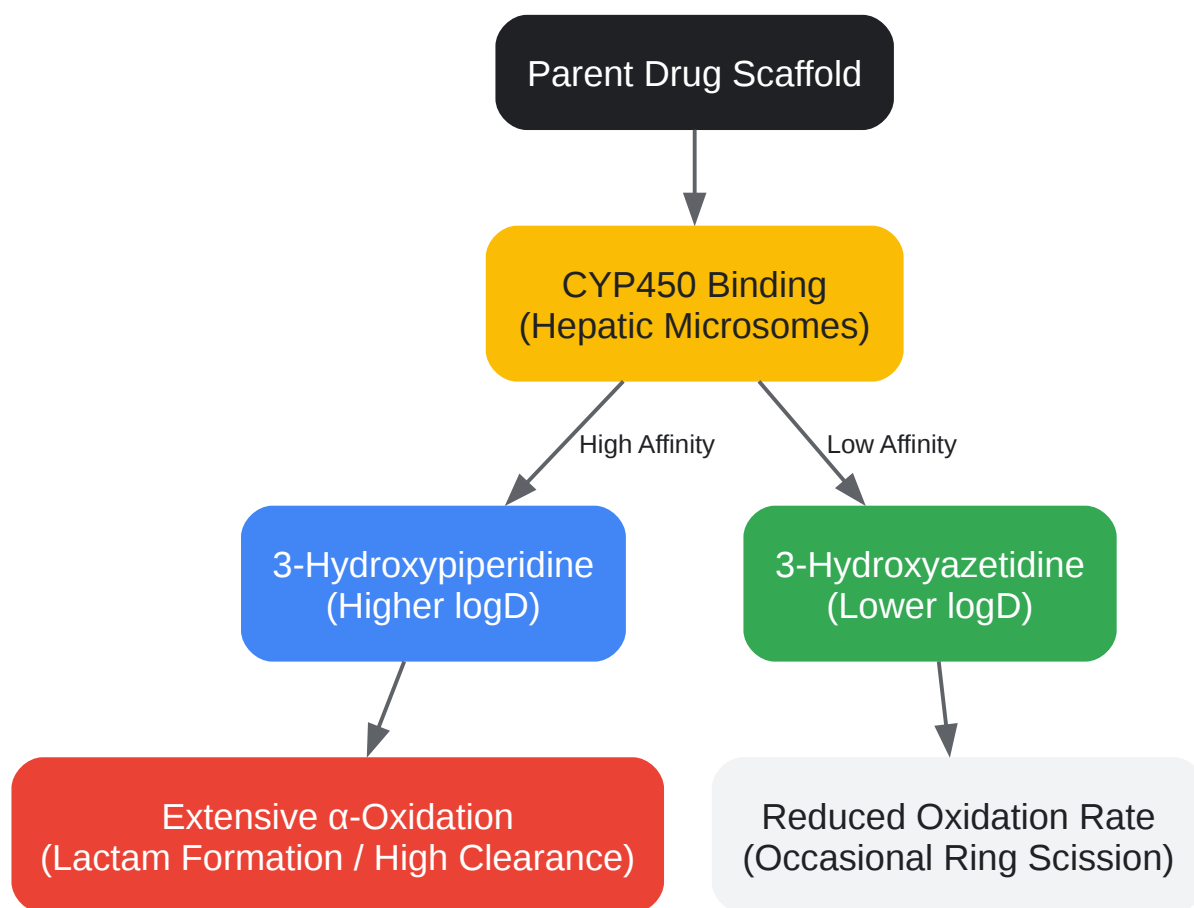 Parent Drug Scaffold
CYP450 Binding
(Hepatic Microsomes)
High Affinity
Low Affinity
3-Hydroxypiperidine
(Higher logD)
3-Hydroxyazetidine
(Lower logD)
Extensive α-Oxidation
(Lactam Formation / High Clearance)
Reduced Oxidation Rate
(Occasional Ring Scission)